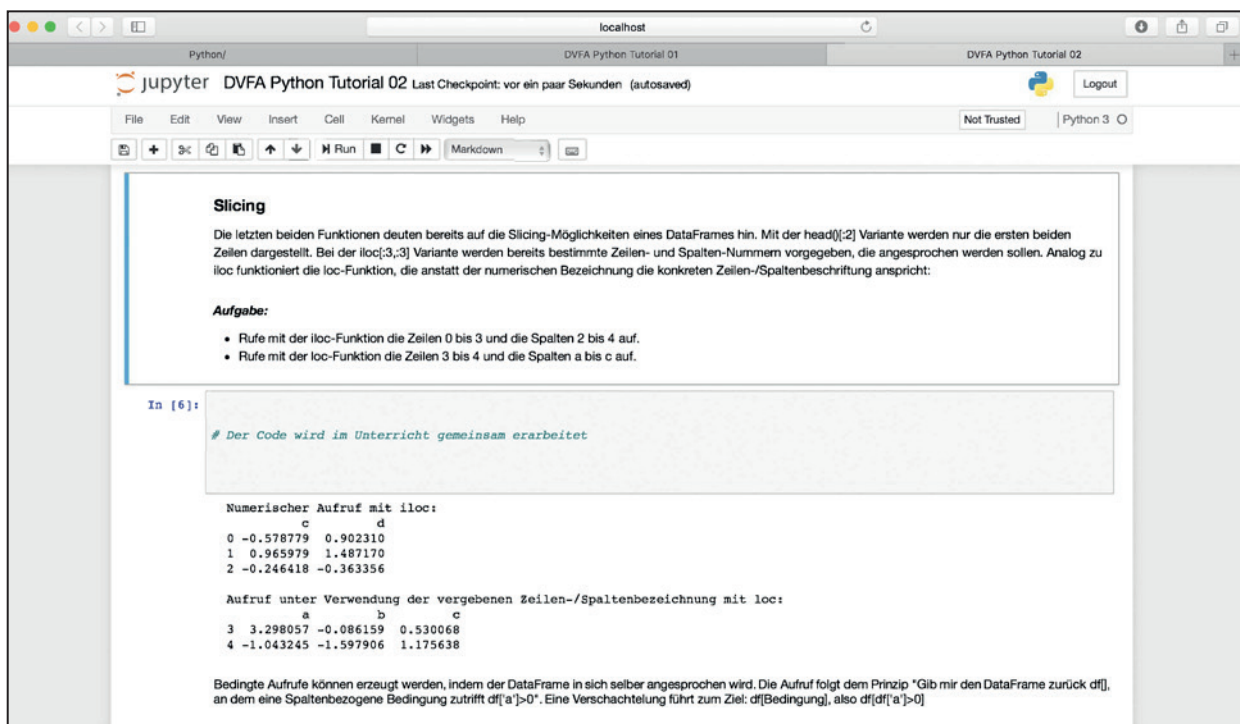 localhost
Python/
DVFA Python Tutorial 01
DVFA Python Tutorial 02
jupyter DVFA Python Tutorial 02 Last Checkpoint: vor ein paar Sekunden (autosaved)
Logout
File Edit View Insert Cell Kernel Widgets Help
Not Trusted
Python 3
Run
Markdown
Slicing
Die letzten beiden Funktionen deuten bereits auf die Slicing-Möglichkeiten eines DataFrames hin. Mit der head()[:2] Variante werden nur die ersten beiden
Zeilen dargestellt. Bei der iloc[:3,:3] Variante werden bereits bestimmte Zeilen- und Spalten-Nummern vorgegeben, die angesprochen werden sollen. Analog zu
iloc funktioniert die loc-Funktion, die anstatt der numerischen Bezeichnung die konkreten Zeilen-/Spaltenbeschriftung anspricht:
Aufgabe:
• Rufe mit der iloc-Funktion die Zeilen 0 bis 3 und die Spalten 2 bis 4 auf.
• Rufe mit der loc-Funktion die Zeilen 3 bis 4 und die Spalten a bis c auf.
In [6]:
# Der Code wird im Unterricht gemeinsam erarbeitet
Numerischer Aufruf mit iloc:
c d
0 -0.578779 0.902310
1 0.965979 1.487170
2 -0.246418 -0.363356
Aufruf unter Verwendung der vergebenen Zeilen-/Spaltenbezeichnung mit loc:
a b c
3 3.298057 -0.086159 0.530068
4 -1.043245 -1.597906 1.175638
Bedingte Aufrufe können erzeugt werden, indem der DataFrame in sich selber angesprochen wird. Die Aufruf folgt dem Prinzip "Gib mir den DataFrame zurück df[],
an dem eine Spaltenbezogene Bedingung zutrifft df['a']>0". Eine Verschachtelung führt zum Ziel: df[Bedingung], also df[df['a']>0]